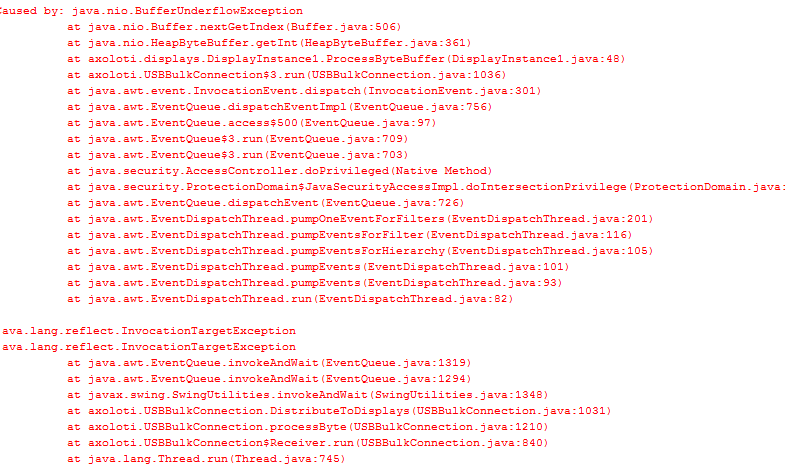 Caused by: java.nio.BufferUnderflowException
at java.nio.Buffer.nextGetIndex(Buffer.java:506)
at java.nio.HeapByteBuffer.getInt(HeapByteBuffer.java:361)
at axoloti.displays.DisplayInstance1.ProcessByteBuffer(DisplayInstance1.java:48)
at axoloti.USBBulkConnection$3.run(USBBulkConnection.java:1036)
at java.awt.event.InvocationEvent.dispatch(InvocationEvent.java:301)
at java.awt.EventQueue.dispatchEventImpl(EventQueue.java:756)
at java.awt.EventQueue.access$500(EventQueue.java:97)
at java.awt.EventQueue$3.run(EventQueue.java:709)
at java.awt.EventQueue$3.run(EventQueue.java:703)
at java.security.AccessController.doPrivileged(Native Method)
at java.security.ProtectionDomain$JavaSecurityAccessImpl.doIntersectionPrivilege(ProtectionDomain.java:
at java.awt.EventQueue.dispatchEvent(EventQueue.java:726)
at java.awt.EventDispatchThread.pumpOneEventForFilters(EventDispatchThread.java:201)
at java.awt.EventDispatchThread.pumpEventsForFilter(EventDispatchThread.java:116)
at java.awt.EventDispatchThread.pumpEventsForHierarchy(EventDispatchThread.java:105)
at java.awt.EventDispatchThread.pumpEvents(EventDispatchThread.java:101)
at java.awt.EventDispatchThread.pumpEvents(EventDispatchThread.java:93)
at java.awt.EventDispatchThread.run(EventDispatchThread.java:82)
ava.lang.reflect.InvocationTargetException
ava.lang.reflect.InvocationTargetException
at java.awt.EventQueue.invokeAndWait(EventQueue.java:1319)
at java.awt.EventQueue.invokeAndWait(EventQueue.java:1294)
at javax.swing.SwingUtilities.invokeAndWait(SwingUtilities.java:1348)
at axoloti.USBBulkConnection.DistributeToDisplays(USBBulkConnection.java:1031)
at axoloti.USBBulkConnection.processByte(USBBulkConnection.java:1210)
at axoloti.USBBulkConnection$Receiver.run(USBBulkConnection.java:840)
at java.lang.Thread.run(Thread.java:745)